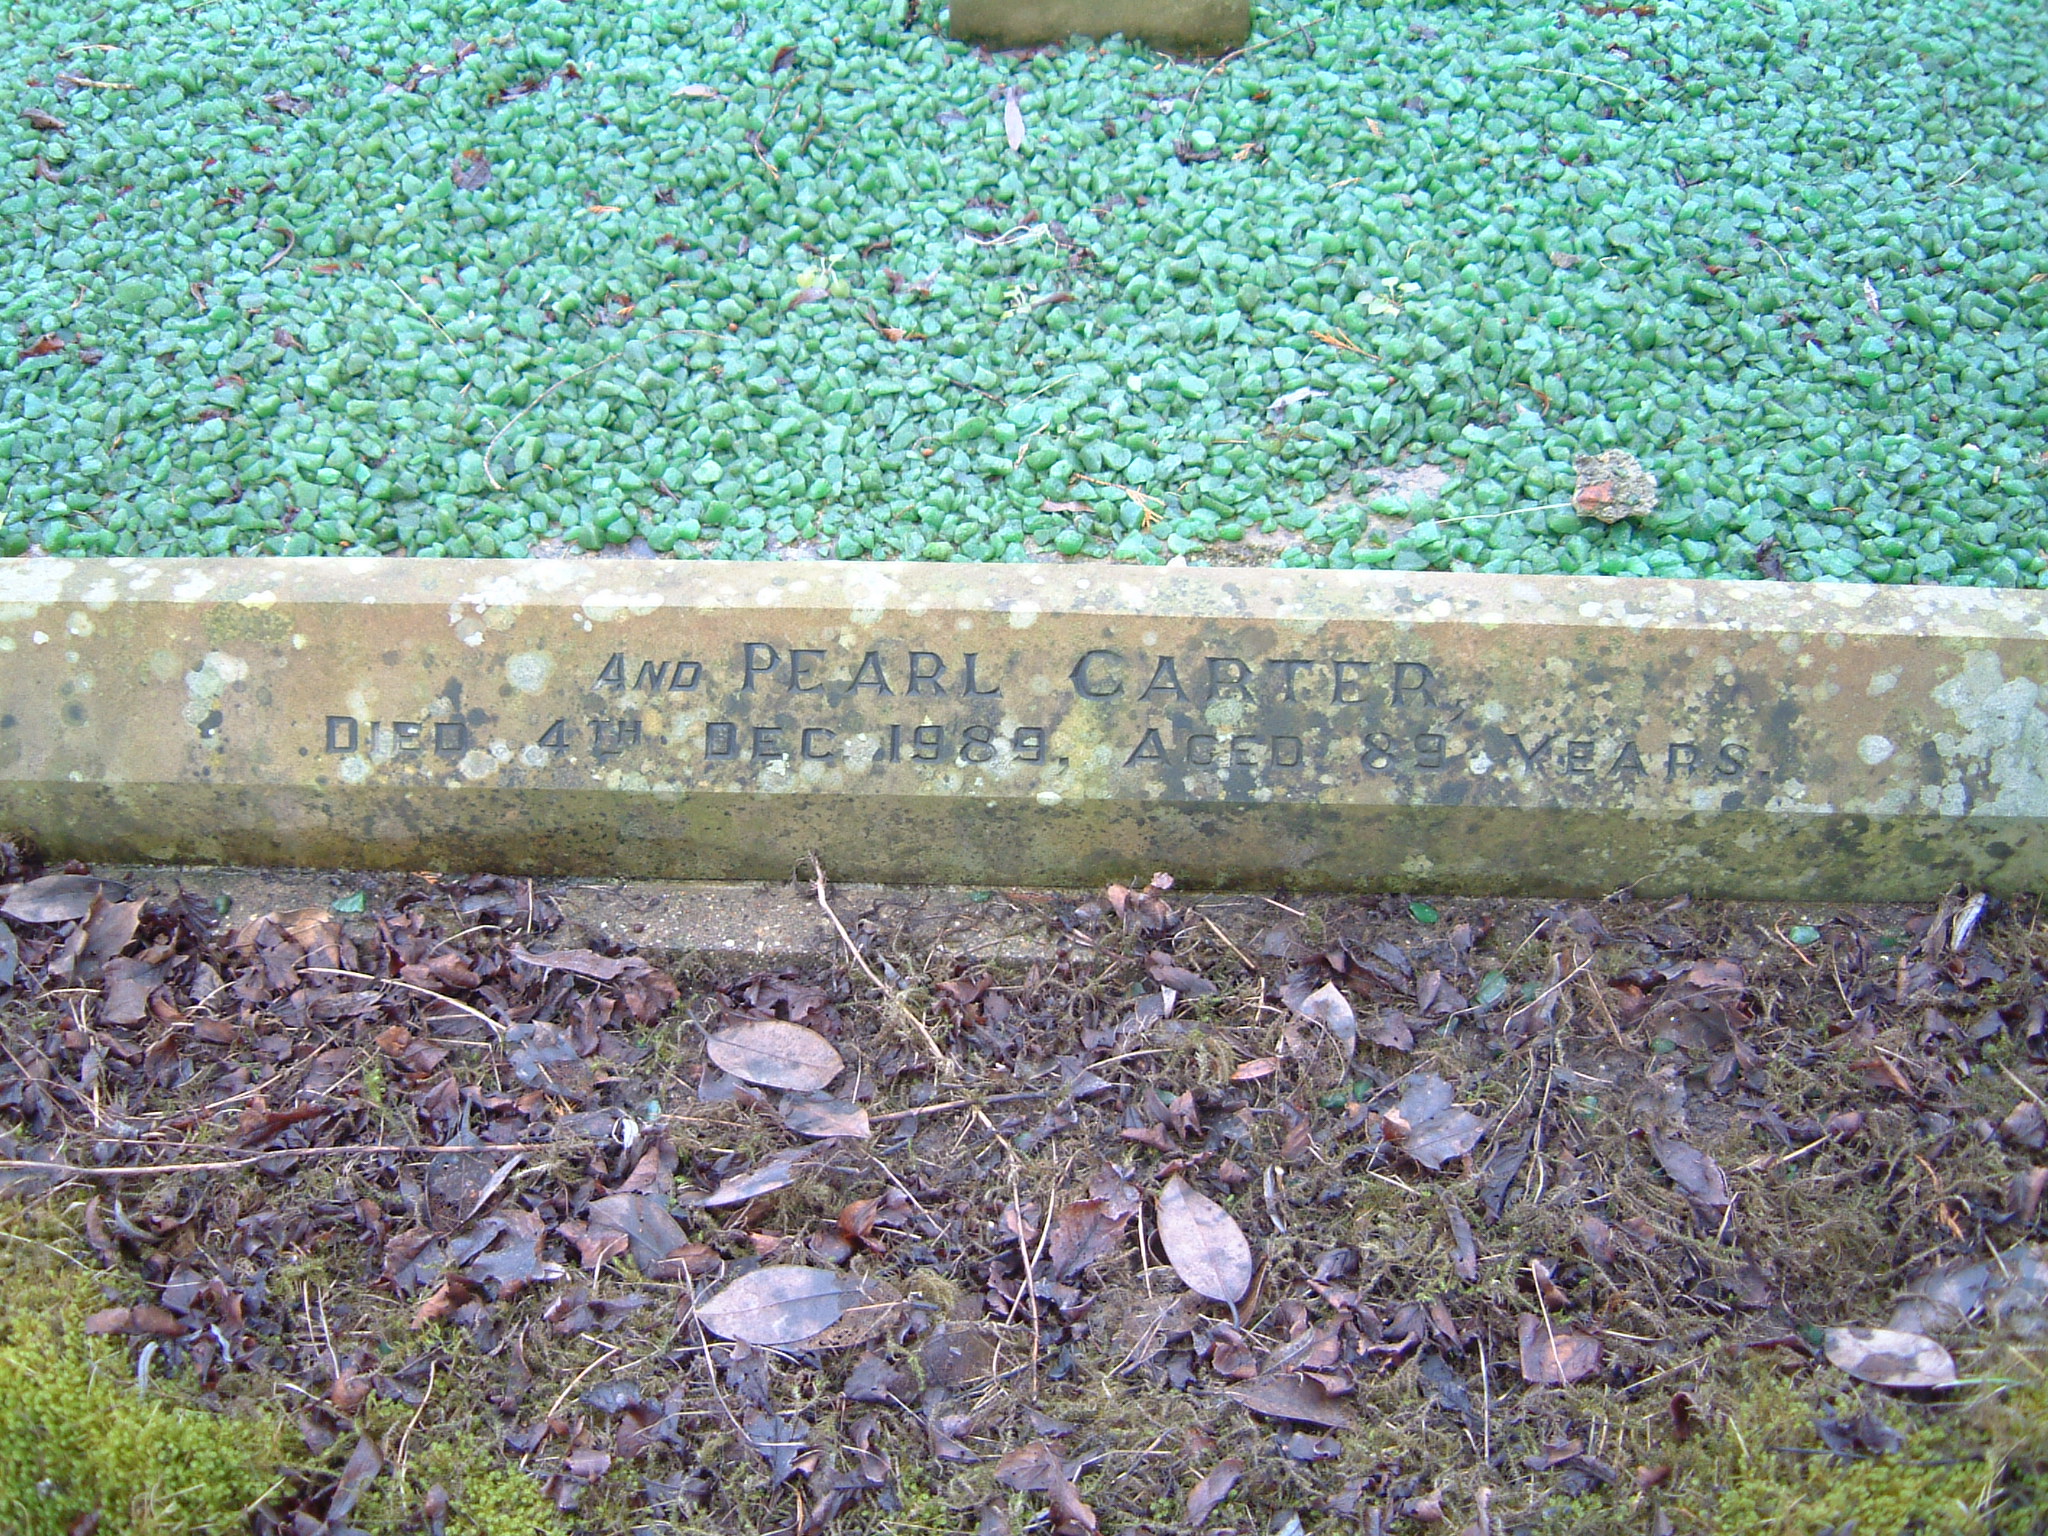 AND PEARL CARTER,
DIED 4TH DEC 1989, AGED 89 YEARS.